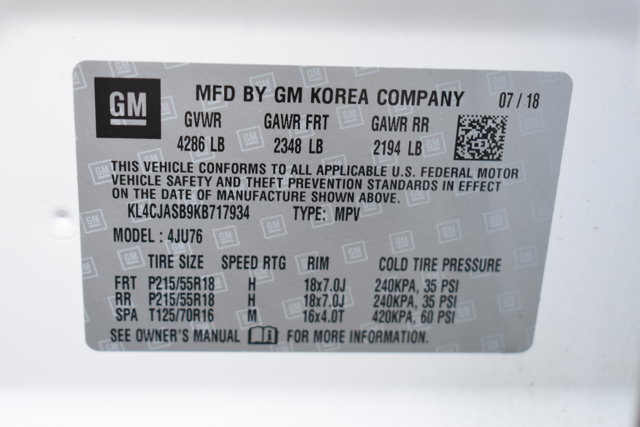 GM MFD BY GM KOREA COMPANY 07 / 18
GVWR GAWR FRT GAWR RR
4286 LB 2348 LB 2194 LB
THIS VEHICLE CONFORMS TO ALL APPLICABLE U.S. FEDERAL MOTOR
VEHICLE SAFETY AND THEFT PREVENTION STANDARDS IN EFFECT
ON THE DATE OF MANUFACTURE SHOWN ABOVE.
KL4CJASB9KB717934 TYPE: MPV
MODEL : 4JU76
TIRE SIZE SPEED RTG RIM COLD TIRE PRESSURE
FRT P215/55R18 H 18x7.0J 240KPA, 35 PSI
RR P215/55R18 H 18x7.0J 240KPA, 35 PSI
SPA T125/70R16 M 16x4.0T 420KPA, 60 PSI
SEE OWNER'S MANUAL FOR MORE INFORMATION.